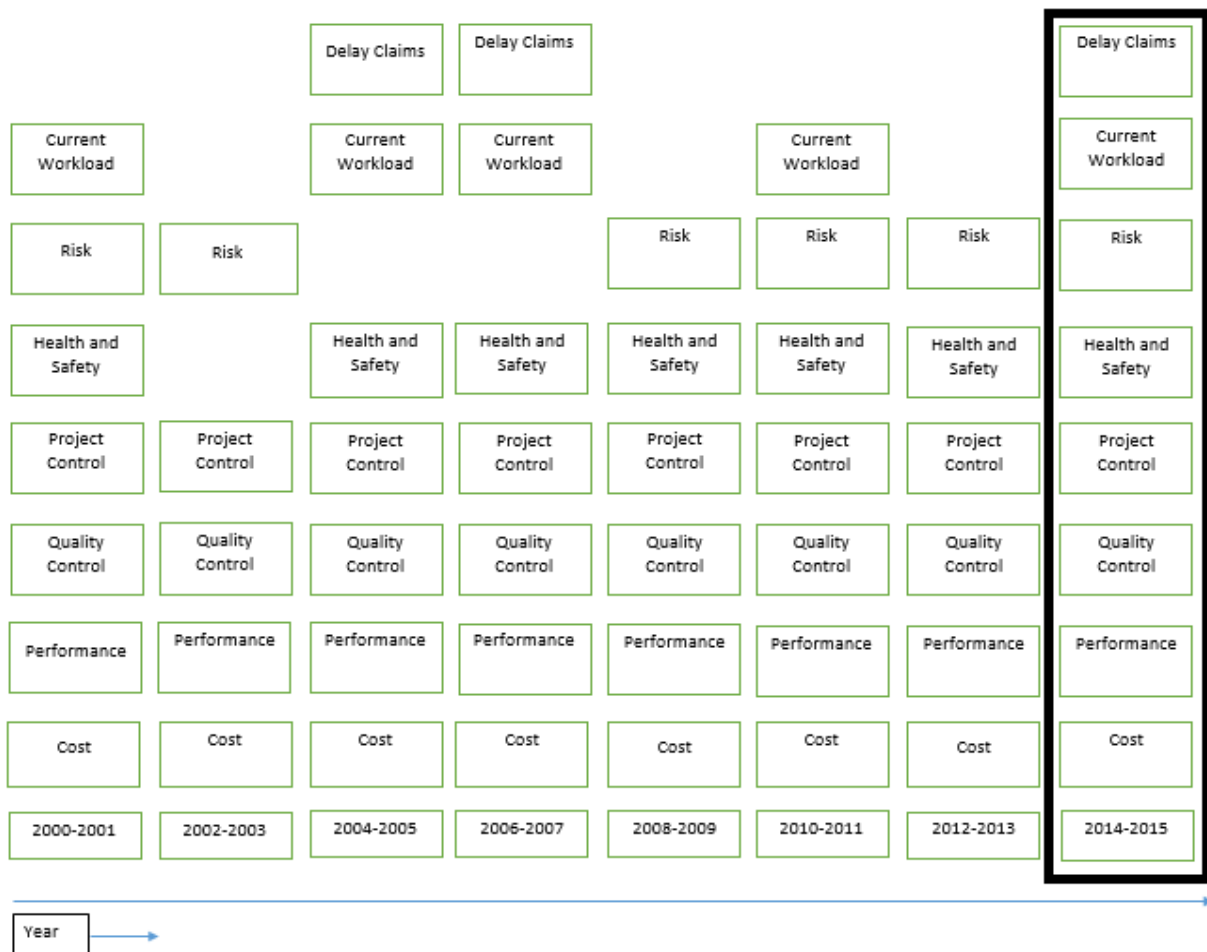 Delay Claims
Delay Claims
Delay Claims
Current
Workload
Current
Workload
Current
Workload
Current
Workload
Current
Workload
Risk
Risk
Risk
Risk
Risk
Risk
Health and
Safety
Health and
Safety
Health and
Safety
Health and
Safety
Health and
Safety
Health and
Safety
Health and
Safety
Project
Control
Project
Control
Project
Control
Project
Control
Project
Control
Project
Control
Project
Control
Project
Control
Quality
Control
Quality
Control
Quality
Control
Quality
Control
Quality
Control
Quality
Control
Quality
Control
Quality
Control
Performance
Performance
Performance
Performance
Performance
Performance
Performance
Performance
Cost
Cost
Cost
Cost
Cost
Cost
Cost
Cost
2000-2001
2002-2003
2004-2005
2006-2007
2008-2009
2010-2011
2012-2013
2014-2015
Year